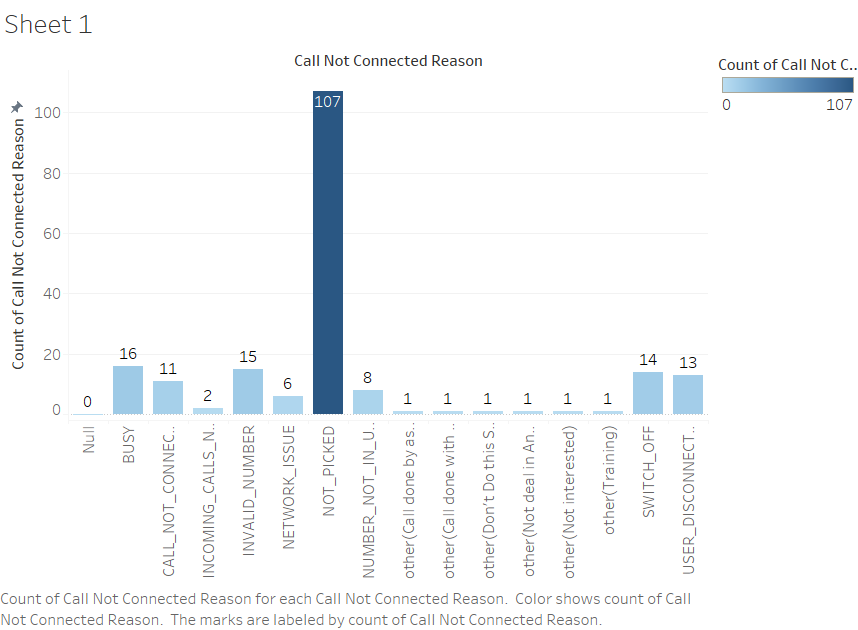 Sheet 1
Call Not Connected Reason
Count of Call Not C..
0 107
Count of Call Not Connected Reason
100
80
60
40
20
0
0
16
11
2
15
6
107
8
1
1
1
1
1
1
14
13
Null
BUSY
CALL_NOT_CONNEC..
INCOMING_CALLS_N..
INVALID_NUMBER
NETWORK_ISSUE
NOT_PICKED
NUMBER_NOT_IN_U..
other(Call done by as..
other(Call done with ..
other(Don't Do this S..
other(Not deal in An..
other(Not interested)
other(Training)
SWITCH_OFF
USER_DISCONNECT..
Count of Call Not Connected Reason for each Call Not Connected Reason.  Color shows count of Call
Not Connected Reason.  The marks are labeled by count of Call Not Connected Reason.